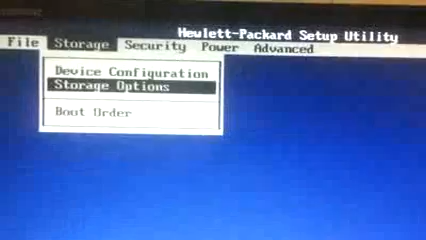 Hewlett-Packard Setup Utility
File Storage Security Power Advanced
Device Configuration
Storage Options
Boot Order